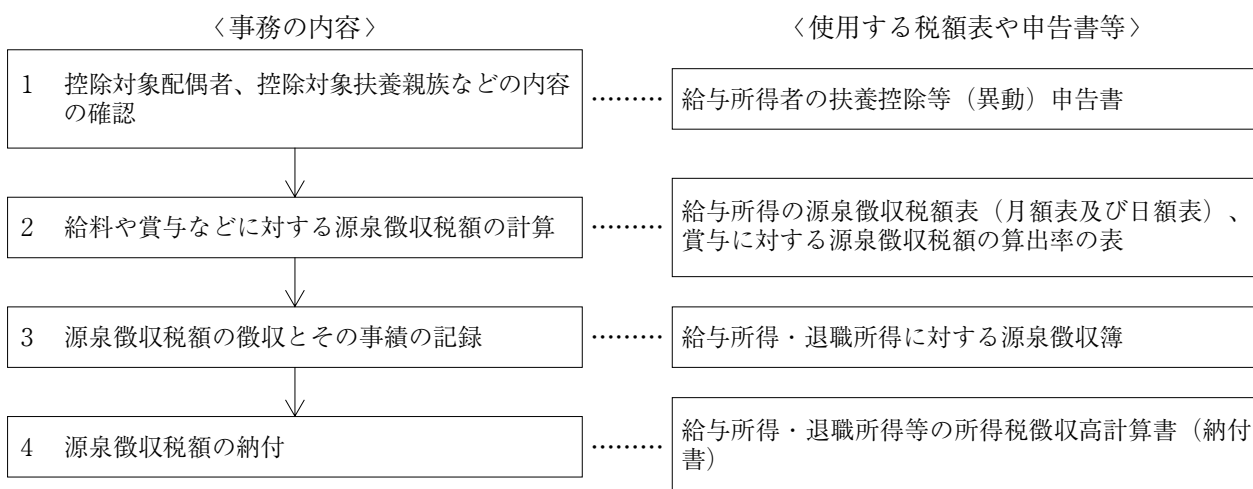 〈事務の内容〉
〈使用する税額表や申告書等〉
1 控除対象配偶者、控除対象扶養親族などの内容
の確認
………
給与所得者の扶養控除等（異動）申告書
2 給料や賞与などに対する源泉徴収税額の計算
………
給与所得の源泉徴収税額表（月額表及び日額表）、
賞与に対する源泉徴収税額の算出率の表
3 源泉徴収税額の徴収とその事績の記録
………
給与所得・退職所得に対する源泉徴収簿
4 源泉徴収税額の納付
………
給与所得・退職所得等の所得税徴収高計算書（納付
書）